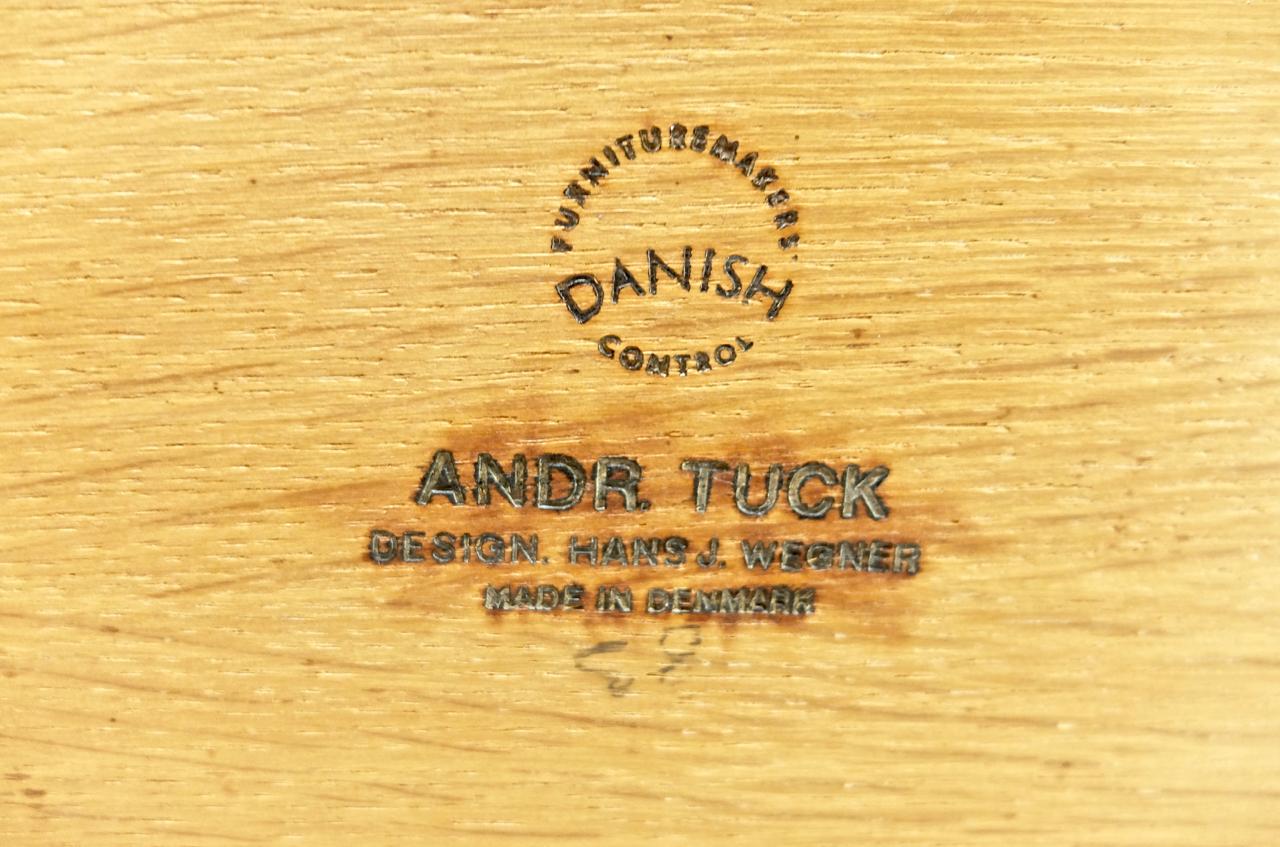 FURNITUREMAKERS'
DANISH
CONTROL
ANDR. TUCK
DESIGN. HANS J. WEGNER
MADE IN DENMARK